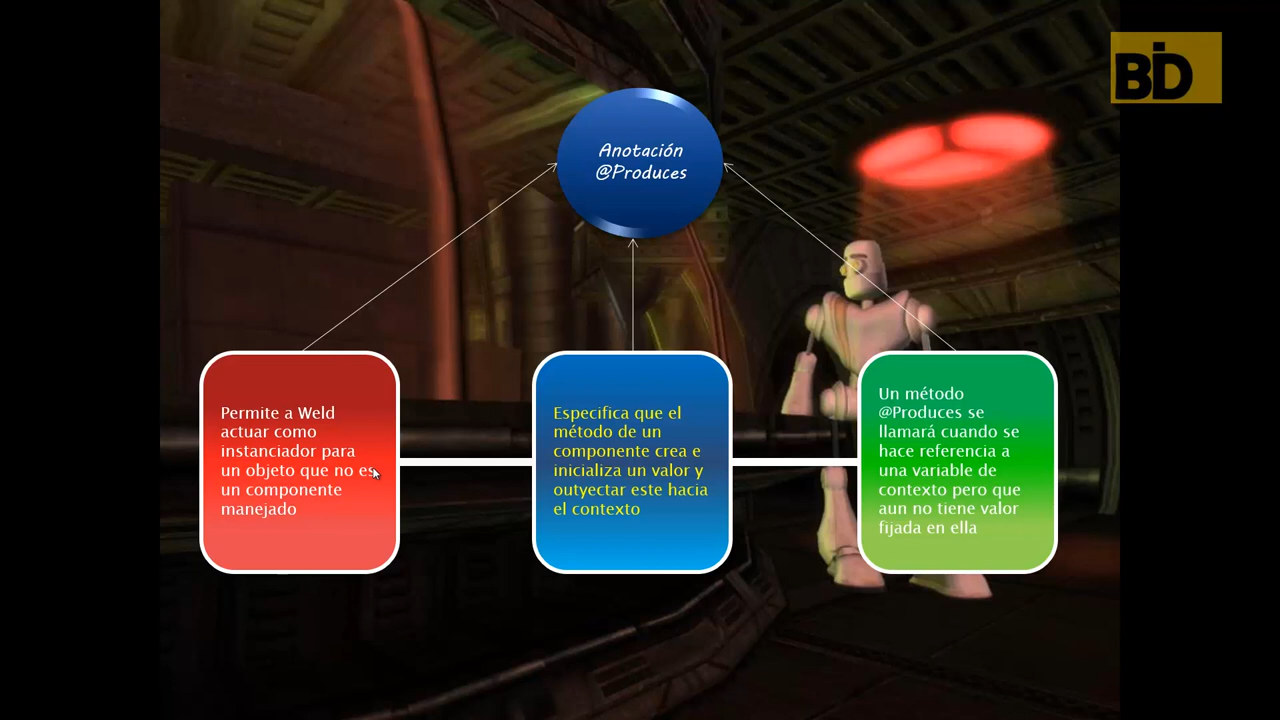 BID
Anotación
@Produces
Permite a Weld
actuar como
instanciador para
un objeto que no es
un componente
manejado
Especifica que el
método de un
componente crea e
inicializa un valor y
outyectar este hacia
el contexto
Un método
@Produces se
llamará cuando se
hace referencia a
una variable de
contexto pero que
aun no tiene valor
fijada en ella